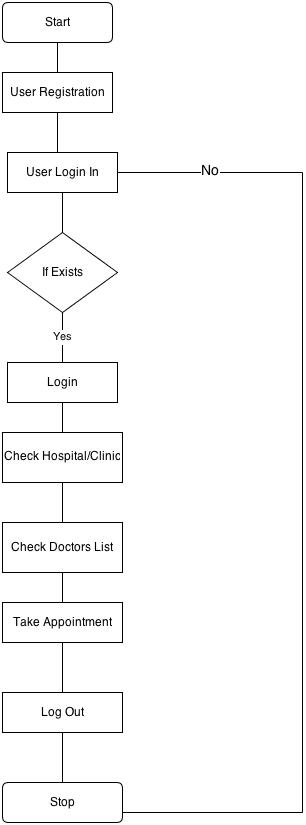 Start
User Registration
User Login In
No
If Exists
Yes
Login
Check Hospital/Clinic
Check Doctors List
Take Appointment
Log Out
Stop